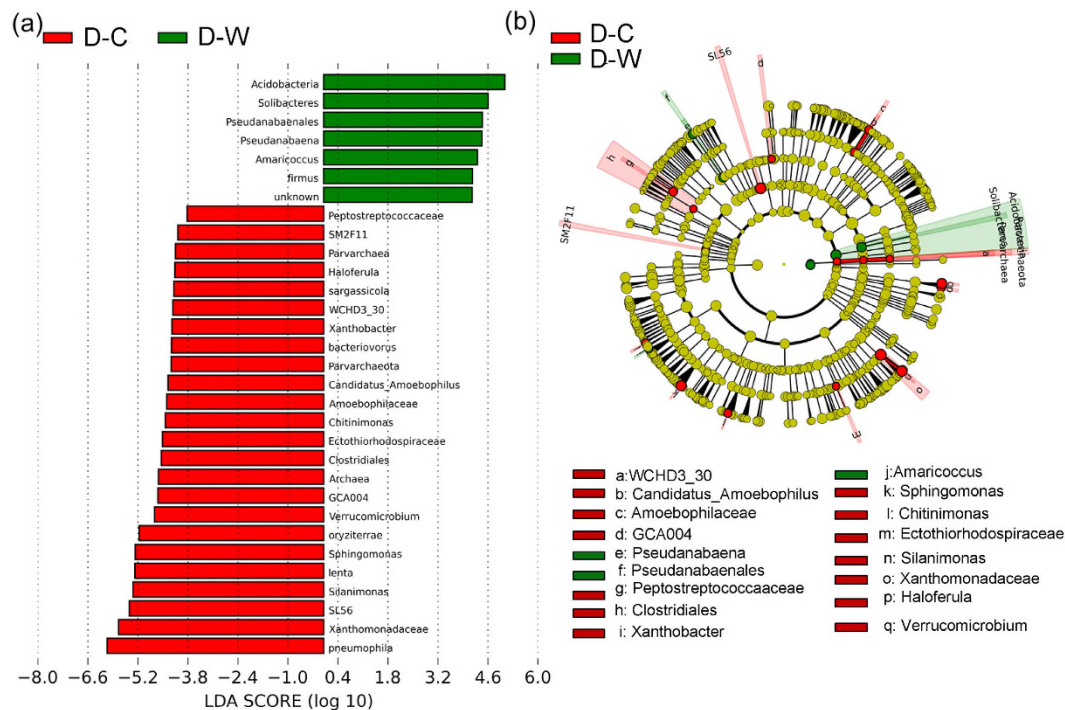 (a)
D-C
D-W
Acidobacteria
Solibacteres
Pseudanabaenales
Pseudanabaena
Amaricoccus
firmus
unknown
Peptostreptococcaceae
SM2F11
Parvarchaea
Haloferula
sargassicola
WCHD3_30
Xanthobacter
bacteriovorus
Parvarchaeota
Candidatus_Amoebophilus
Amoebophilaceae
Chitinimonas
Ectothiorhodospiraceae
Clostridiales
Archaea
GCA004
Verrucomicrobium
oryziterrae
Sphingomonas
lenta
Silanimonas
SL56
Xanthomonadaceae
pneumophila
-8.0 -6.6 -5.2 -3.8 -2.4 -1.0 0.4 1.8 3.2 4.6 6.0
LDA SCORE (log 10)
(b)
D-C
D-W
SL56
d
f
c
b
h
g
SM2F11
Acidobacteria
Solibacteres
Parvarchaeota
Parvarchaea
a
o
m
a:WCHD3_30
b: Candidatus_Amoebophilus
c: Amoebophilaceae
d: GCA004
e: Pseudanabaena
f: Pseudanabaenales
g: Peptostreptococcaaceae
h: Clostridiales
i: Xanthobacter
j:Amaricoccus
k: Sphingomonas
l: Chitinimonas
m: Ectothiorhodospiraceae
n: Silanimonas
o: Xanthomonadaceae
p: Haloferula
q: Verrucomicrobium